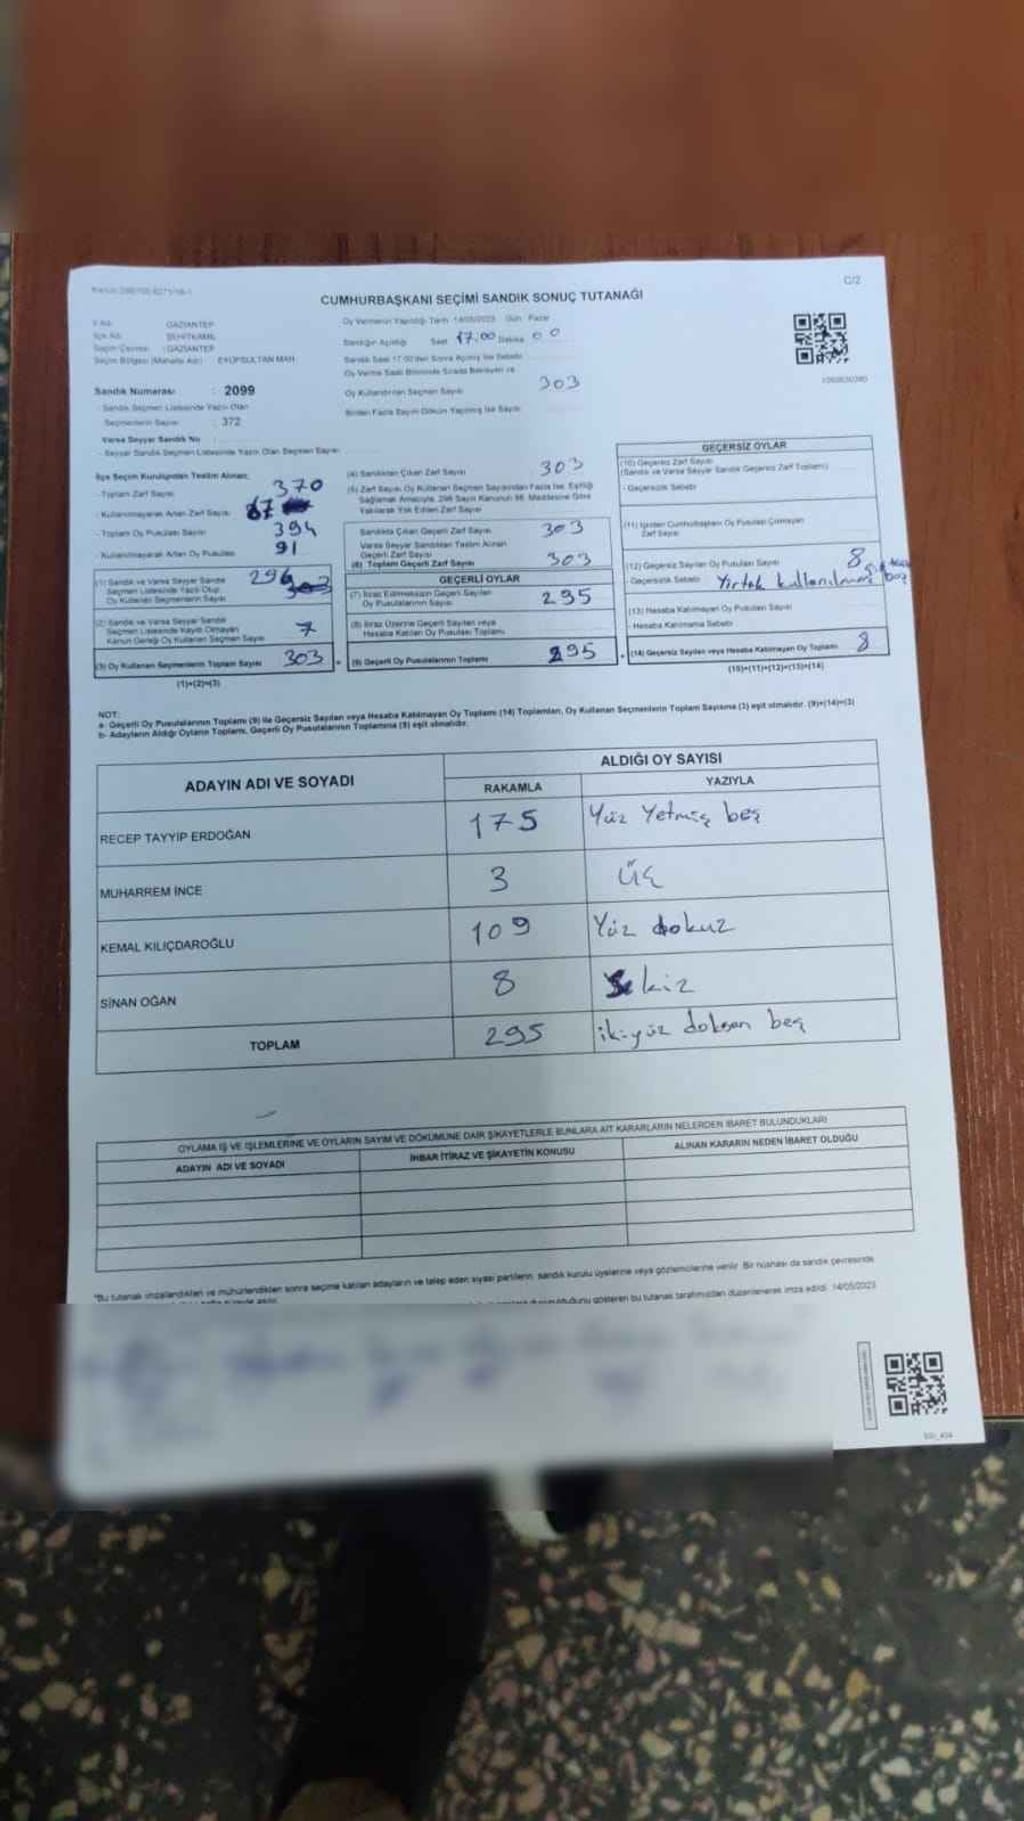 C/2
CUMHURBAŞKANI SEÇİMİ SANDIK SONUÇ TUTANAĞI
İl Adı : GAZİANTEP
İlçe Adı : ŞEHİTKAMİL
Seçim Çevresi : GAZİANTEP
Seçim Bölgesi (Mahalle Adı) : EYÜPSULTAN MAH.
Sandık Numarası : 2099
Sandık Seçmen Listesinde Yazılı Olan
Seçmenlerin Sayısı : 372
Varsa Seyyar Sandık No
Seyyar Sandık Seçmen Listesinde Yazılı Olan Seçmen Sayısı
Oy Vermenin Yapıldığı Tarih 14/05/2023 Gün Pazar
Sandığın Açıldığı Saat 17:00 Dakika 00
Sandık Saat 17:00'den Sonra Açılmış İse Sebebi
Oy Verme Saati Bitiminde Sırada Bekleyen ve
Oy Kullandırılan Seçmen Sayısı 303
Birden Fazla Sayım Döküm Yapılmış İse Sayısı
İlçe Seçim Kurulundan Teslim Alınan;
- Toplam Zarf Sayısı 370
- Kullanılmayarak Artan Zarf Sayısı 67
- Toplam Oy Pusulası Sayısı 394
- Kullanılmayarak Artan Oy Pusulası 91
(1) Sandık ve Varsa Seyyar Sandık
Seçmen Listesinde Yazılı Olup
Oy Kullanan Seçmenlerin Sayısı 296 303
(2) Sandık ve Varsa Seyyar Sandık
Seçmen Listesinde Kayıtlı Olmayan
Kanun Gereği Oy Kullanan Seçmen Sayısı 7
(3) Oy Kullanan Seçmenlerin Toplam Sayısı 303
(1)+(2)=(3)
(4) Sandıktan Çıkan Zarf Sayısı 303
(5) Zarf Sayısı Oy Kullanan Seçmen Sayısından Fazla İse, Eşitliği
Sağlamak Amacıyla, 298 Sayılı Kanunun 98. Maddesine Göre
Yakılarak Yok Edilen Zarf Sayısı
Sandıkta Çıkan Geçerli Zarf Sayısı 303
Varsa Seyyar Sandıktan Teslim Alınan
Geçerli Zarf Sayısı
(6) Toplam Geçerli Zarf Sayısı 303
GEÇERLİ OYLAR
(7) İtiraz Edilmeksizin Geçerli Sayılan
Oy Pusulalarının Sayısı 295
(8) İtiraz Üzerine Geçerli Sayılan veya
Hesaba Katılan Oy Pusulası Toplamı
(9) Geçerli Oy Pusulalarının Toplamı 295
GEÇERSİZ OYLAR
(10) Geçersiz Zarf Sayısı
(Sandık ve Varsa Seyyar Sandık Geçersiz Zarf Toplamı)
- Geçersizlik Sebebi
(11) İçinden Cumhurbaşkanı Oy Pusulası Çıkmayan
Zarf Sayısı
(12) Geçersiz Sayılan Oy Pusulası Sayısı 8
- Geçersizlik Sebebi Yırtık kullanılmamış boş
(13) Hesaba Katılmayan Oy Pusulası Sayısı
- Hesaba Katılmama Sebebi
(14) Geçersiz Sayılan veya Hesaba Katılmayan Oy Toplamı 8
(10)+(11)+(12)+(13)=(14)
NOT:
a- Geçerli Oy Pusulalarının Toplamı (9) ile Geçersiz Sayılan veya Hesaba Katılmayan Oy Toplamı (14) Toplamları, Oy Kullanan Seçmenlerin Toplam Sayısına (3) eşit olmalıdır. (9)+(14)=(3)
b- Adayların Aldığı Oyların Toplamı, Geçerli Oy Pusulalarının Toplamına (9) eşit olmalıdır.
ADAYIN ADI VE SOYADI ALDIĞI OY SAYISI
RAKAMLA YAZIYLA
RECEP TAYYİP ERDOĞAN 175 Yüz Yetmiş beş
MUHARREM İNCE 3 üç
KEMAL KILIÇDAROĞLU 109 Yüz dokuz
SİNAN OĞAN 8 Sekiz
TOPLAM 295 ikiyüz doksan beş
OYLAMA İŞ VE İŞLEMLERİNE VE OYLARIN SAYIM VE DÖKÜMÜNE DAİR ŞİKAYETLERLE BUNLARA AİT KARARLARIN NELERDEN İBARET BULUNDUKLARI
ADAYIN ADI VE SOYADI İHBAR İTİRAZ VE ŞİKAYETİN KONUSU ALINAN KARARIN NEDEN İBARET OLDUĞU
"Bu tutanak imzalandıktan ve mühürlendikten sonra seçime katılan adayların ve talep eden siyasi partilerin, sandık kurulu üyelerine veya gözlemcilerine verilir. Bir nüshası da sandık çevresinde
gösteren bu tutanak tarafımızdan düzenlenerek imza edildi. 14/05/2023